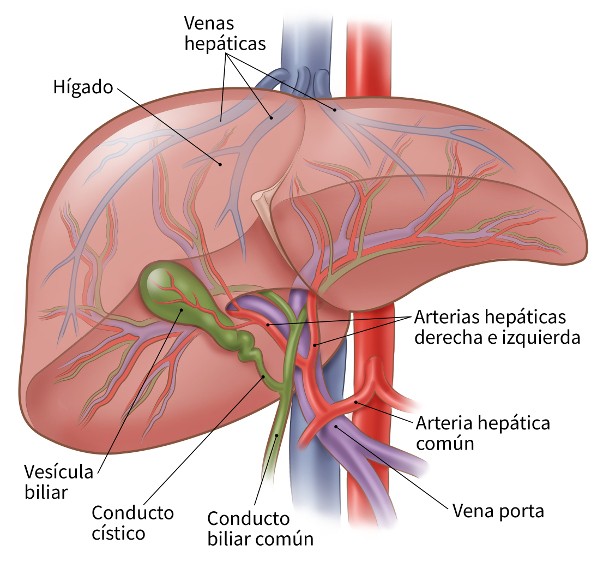 Venas
hepáticas
Hígado
Arterias hepáticas
derecha e izquierda
Arteria hepática
común
Vesícula
biliar
Conducto
cístico
Conducto
biliar común
Vena porta